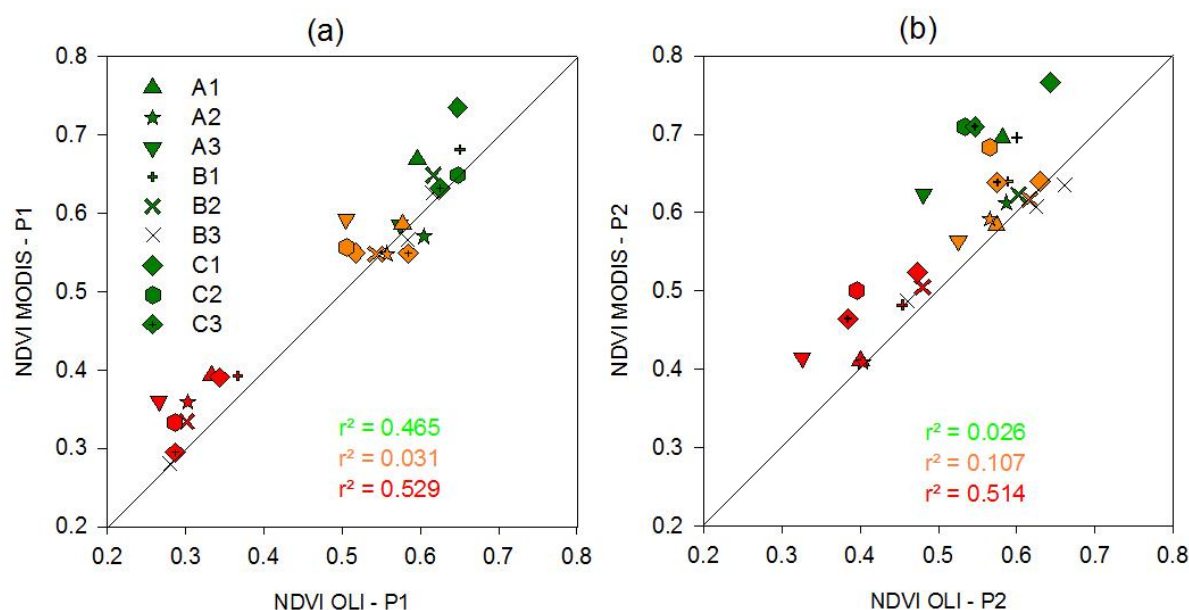 (a)
0.8
0.7
0.6
0.5
0.4
0.3
0.2
NDVI MODIS - P1
A1
A2
A3
B1
B2
B3
C1
C2
C3
r² = 0.465
r² = 0.031
r² = 0.529
0.2 0.3 0.4 0.5 0.6 0.7 0.8
NDVI OLI - P1
(b)
0.8
0.7
0.6
0.5
0.4
0.3
0.2
NDVI MODIS - P2
r² = 0.026
r² = 0.107
r² = 0.514
0.2 0.3 0.4 0.5 0.6 0.7 0.8
NDVI OLI - P2